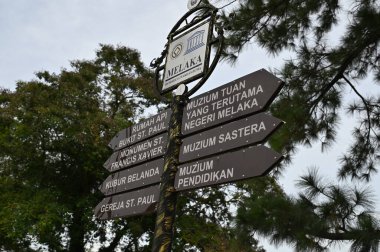 MELAKA
RUMAH API
BUKIT ST. PAUL
MONUMEN ST.
FRANCIS XAVIER
KUBUR BELANDA
GEREJA ST. PAUL
MUZIUM TUAN
YANG TERUTAMA
NEGERI MELAKA
MUZIUM SASTERA
MUZIUM
PENDIDIKAN